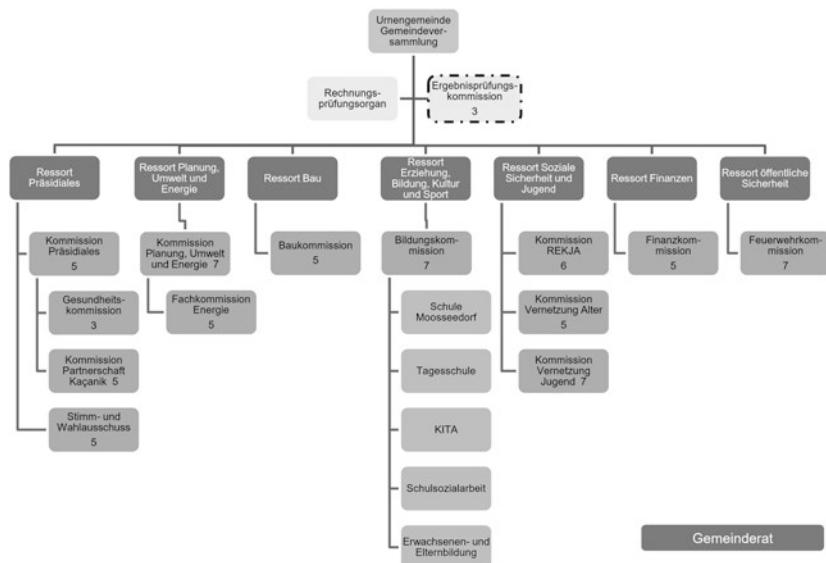 Urnengemeinde
Gemeindever-
sammlung
Rechnungs-
prüfungsorgan
Ergebnisprüfungs-
kommission
3
Ressort
Präsidiales
Ressort Planung,
Umwelt und
Energie
Ressort Bau
Ressort
Erziehung,
Bildung, Kultur
und Sport
Ressort Soziale
Sicherheit und
Jugend
Ressort Finanzen
Ressort öffentliche
Sicherheit
Kommission
Präsidiales
5
Kommission
Planung, Umwelt
und Energie 7
Baukommission
5
Bildungskom-
mission
7
Kommission
REKJA
6
Finanzkom-
mission
5
Feuerwehrkom-
mission
7
Gesundheits-
kommission
3
Fachkommission
Energie
5
Schule
Moosseedorf
Kommission
Vernetzung Alter
5
Kommission
Partnerschaft
Kaçanik 5
Tagesschule
Kommission
Vernetzung
Jugend 7
Stimm- und
Wahlausschuss
5
KITA
Schulsozialarbeit
Erwachsenen- und
Elternbildung
Gemeinderat